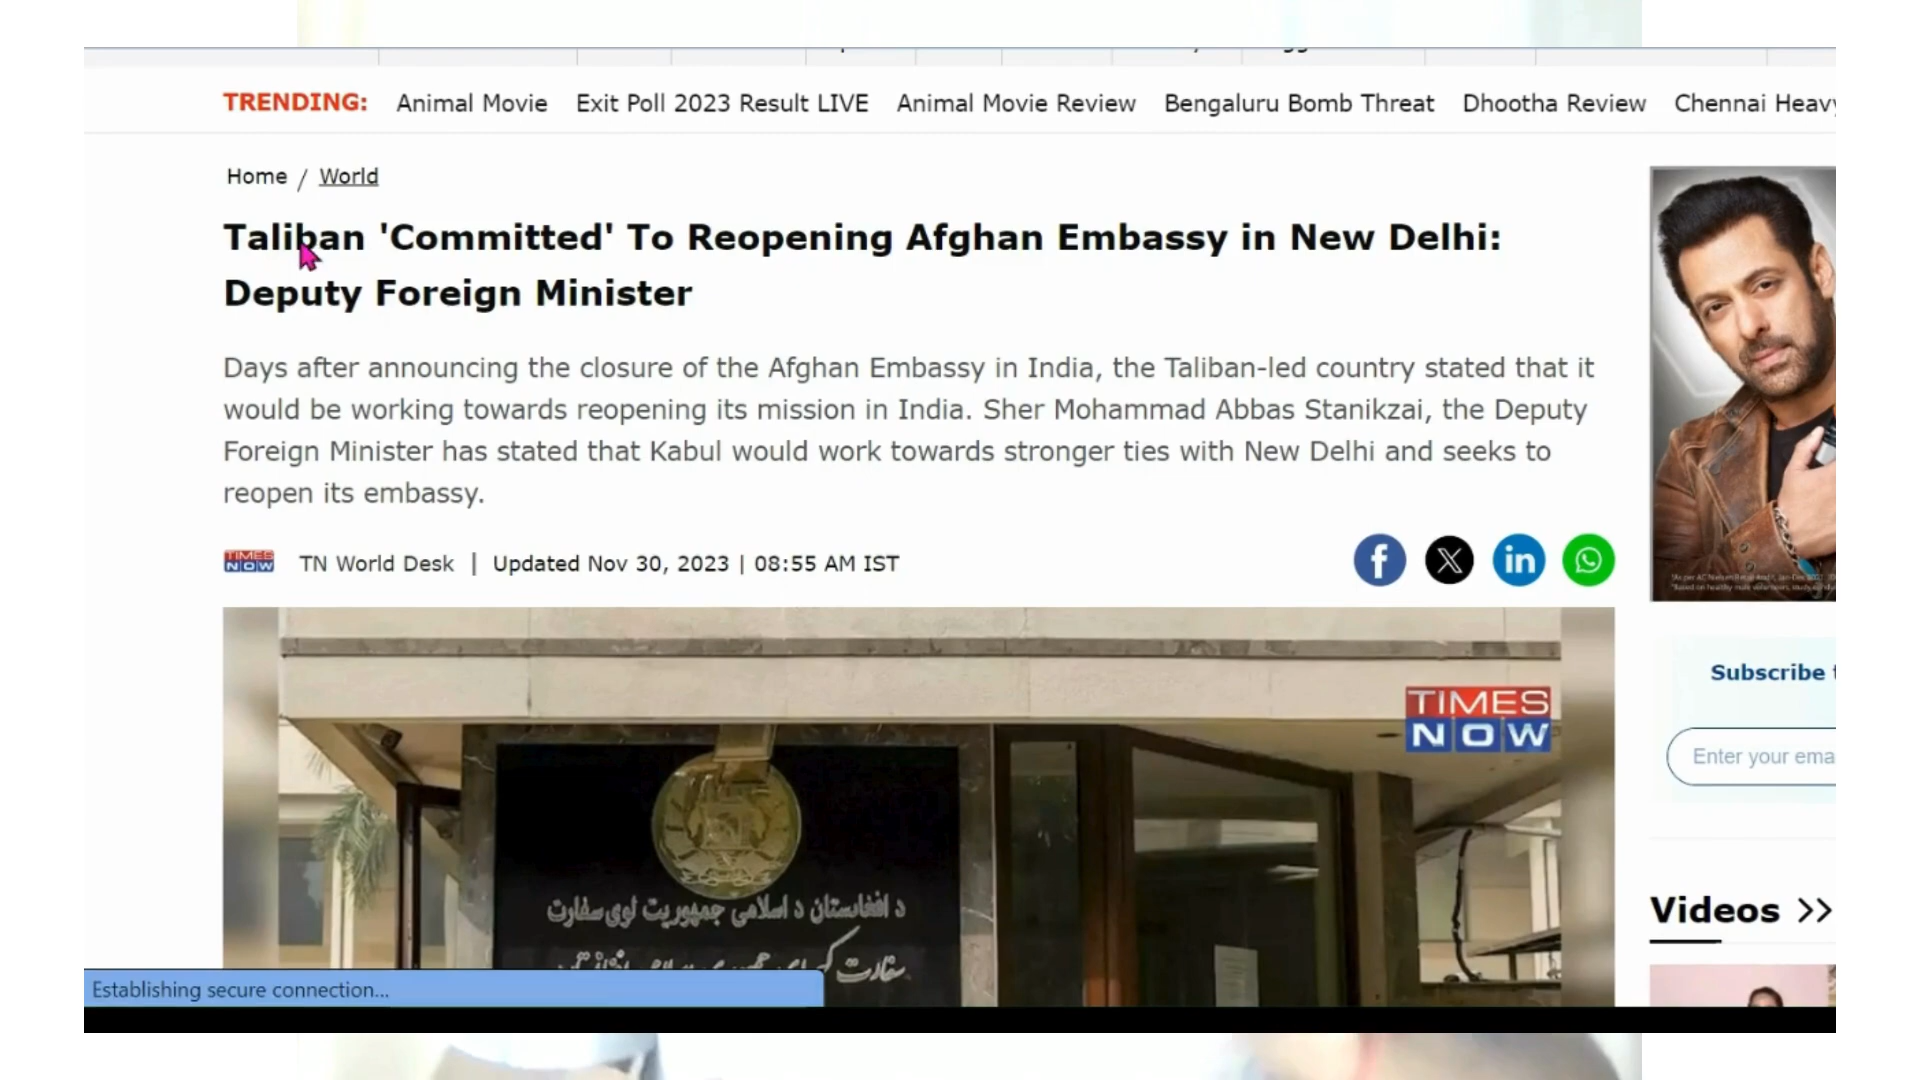 TRENDING: Animal Movie Exit Poll 2023 Result LIVE Animal Movie Review Bengaluru Bomb Threat Dhootha Review Chennai Heavy
Home / World
Taliban 'Committed' To Reopening Afghan Embassy in New Delhi:
Deputy Foreign Minister
Days after announcing the closure of the Afghan Embassy in India, the Taliban-led country stated that it
would be working towards reopening its mission in India. Sher Mohammad Abbas Stanikzai, the Deputy
Foreign Minister has stated that Kabul would work towards stronger ties with New Delhi and seeks to
reopen its embassy.
TIMES
NOW
TN World Desk | Updated Nov 30, 2023 | 08:55 AM IST
f X in
TIMES
NOW
د افغانستان د اسلامی جمهوریت لوی سفارت
سفارت
Subscribe
Enter your ema
Videos >>
Establishing secure connection...